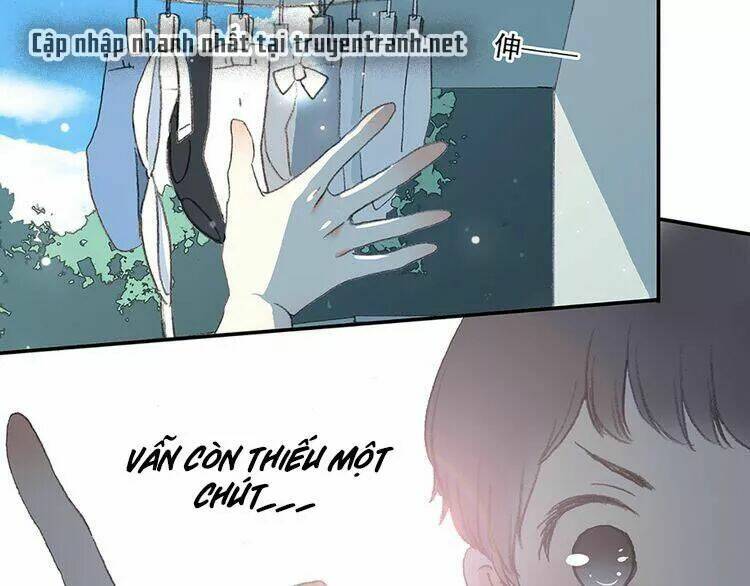 Cập nhập nhanh nhất tại truyentranh.net
伸——
VẪN CÒN THIẾU MỘT
CHÚT...